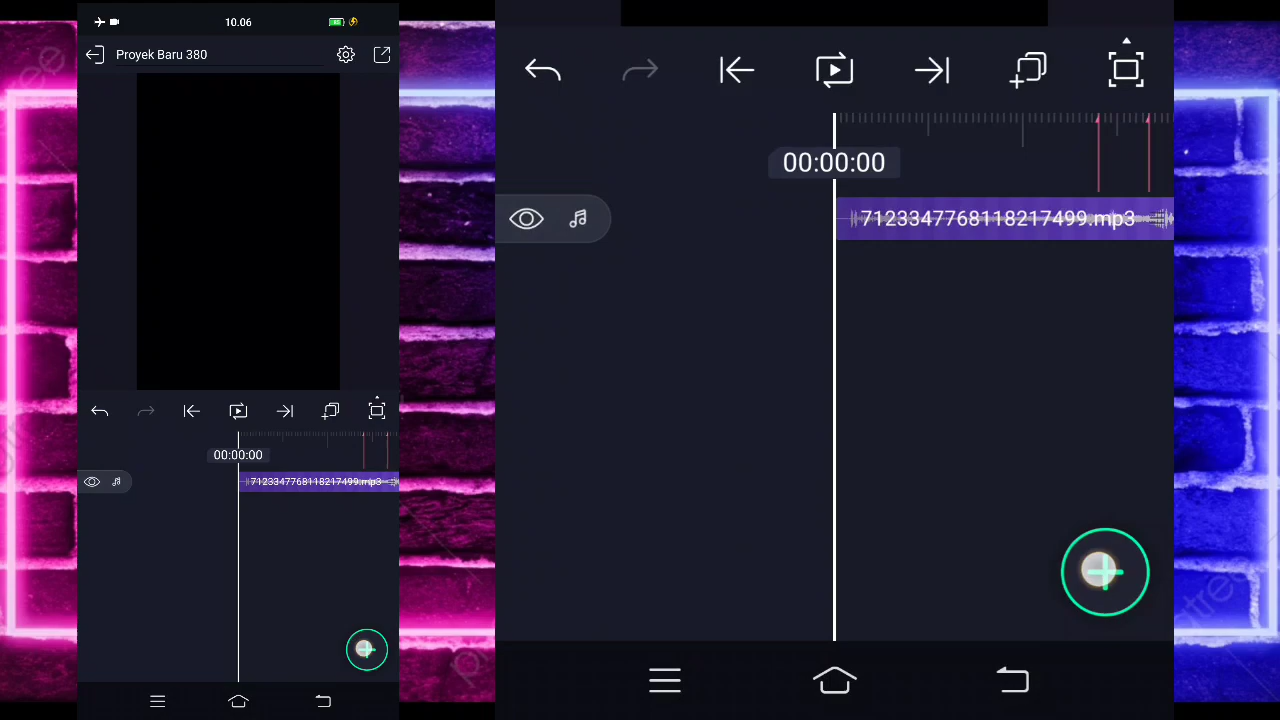 10.06
Proyek Baru 380
00:00:00
7123347768118217499.mp3
00:00:00
7123347768118217499.mp3